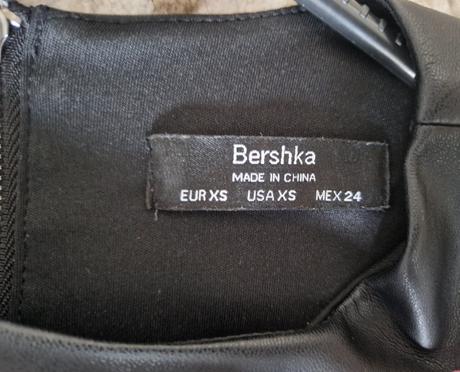 Bershka
MADE IN CHINA
EUR XS USA XS MEX 24